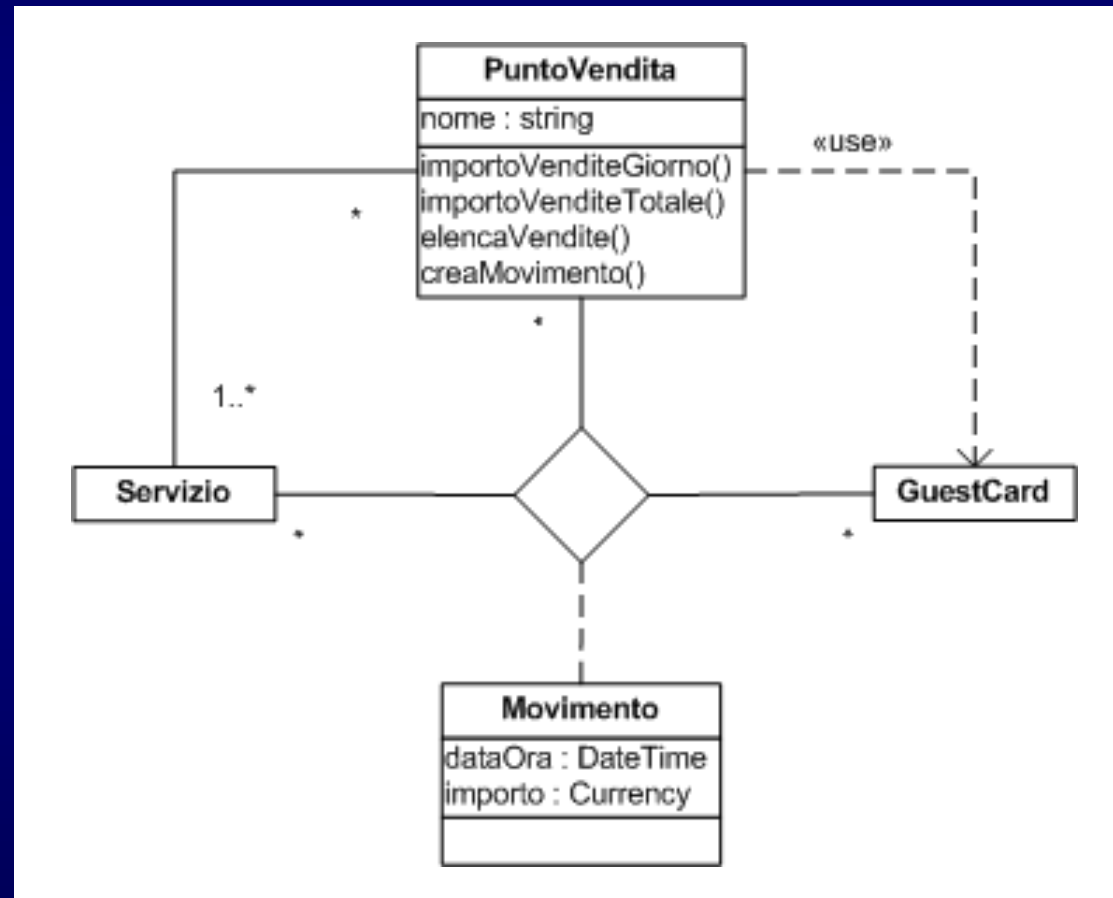 PuntoVendita
nome : string
«use»
importoVenditeGiorno()
importoVenditeTotale()
elencaVendite()
creaMovimento()
*
*
1..*
Servizio
GuestCard
*
*
Movimento
dataOra : DateTime
importo : Currency